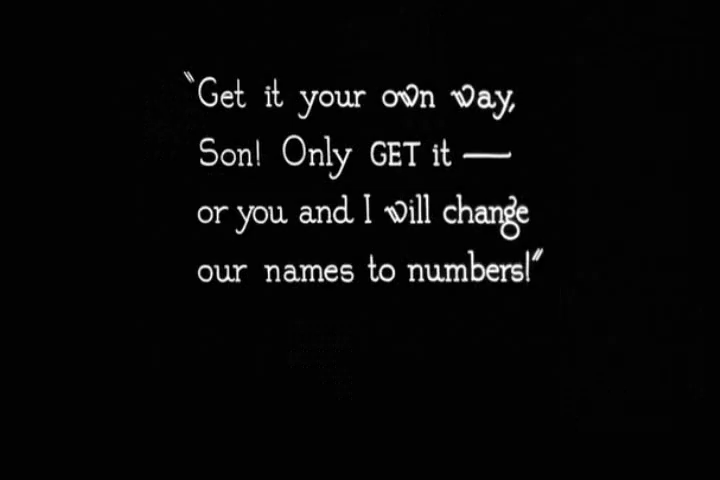 "Get it your own way,
Son! Only GET it —
or you and I will change
our names to numbers!"